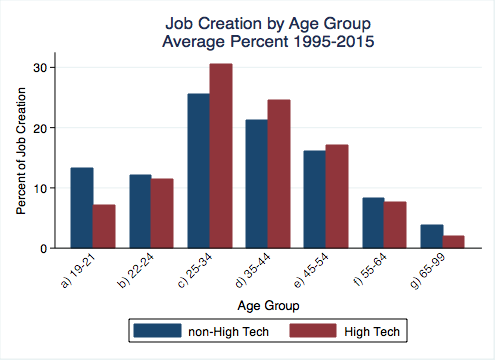 Job Creation by Age Group
Average Percent 1995-2015
Percent of Job Creation
30
20
10
0
a) 19-21
b) 22-24
c) 25-34
d) 35-44
e) 45-54
f) 55-64
g) 65-99
Age Group
non-High Tech
High Tech